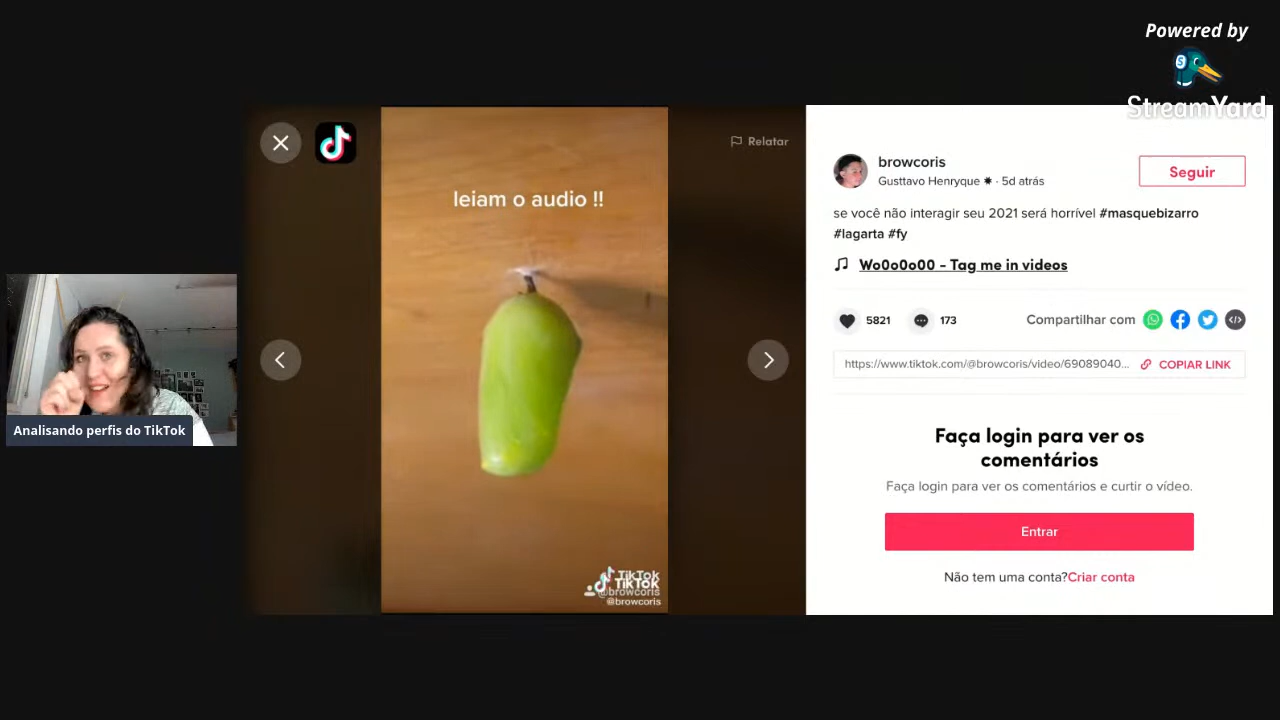 Powered by
StreamYard
Relatar
leiam o audio !!
TikTok
TikTok
@browcoris
@browcoris
browcoris
Gusttavo Henryque ✷ · 5d atrás
Seguir
se você não interagir seu 2021 será horrível #masquebizarro
#lagarta #fy
Wo0o0o00 - Tag me in videos
5821
173
Compartilhar com
https://www.tiktok.com/@browcoris/video/69089040...
COPIAR LINK
Faça login para ver os
comentários
Faça login para ver os comentários e curtir o vídeo.
Entrar
Não tem uma conta?Criar conta
Analisando perfis do TikTok